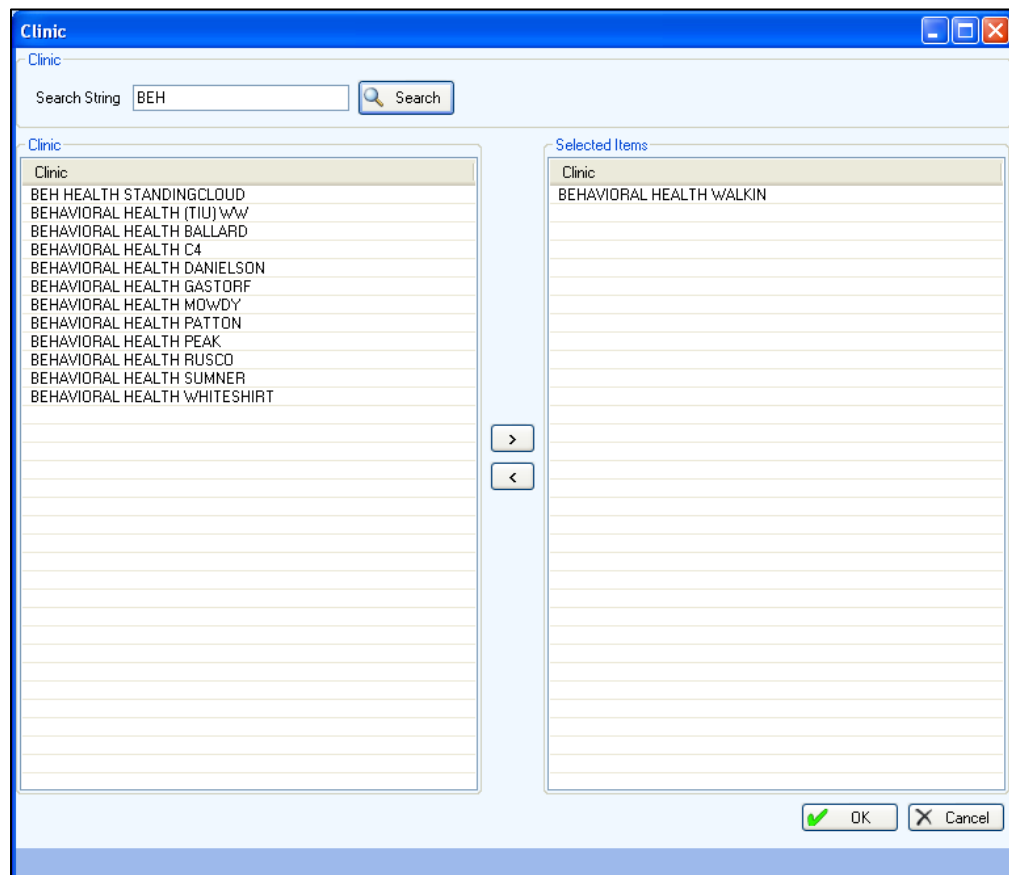 Clinic
Clinic
Search String BEH Search
Clinic
Clinic
BEH HEALTH STANDINGCLOUD
BEHAVIORAL HEALTH (TIU) WW
BEHAVIORAL HEALTH BALLARD
BEHAVIORAL HEALTH C4
BEHAVIORAL HEALTH DANIELSON
BEHAVIORAL HEALTH GASTORF
BEHAVIORAL HEALTH MOWDY
BEHAVIORAL HEALTH PATTON
BEHAVIORAL HEALTH PEAK
BEHAVIORAL HEALTH RUSCO
BEHAVIORAL HEALTH SUMNER
BEHAVIORAL HEALTH WHITESHIRT
>
<
Selected Items
Clinic
BEHAVIORAL HEALTH WALKIN
OK Cancel